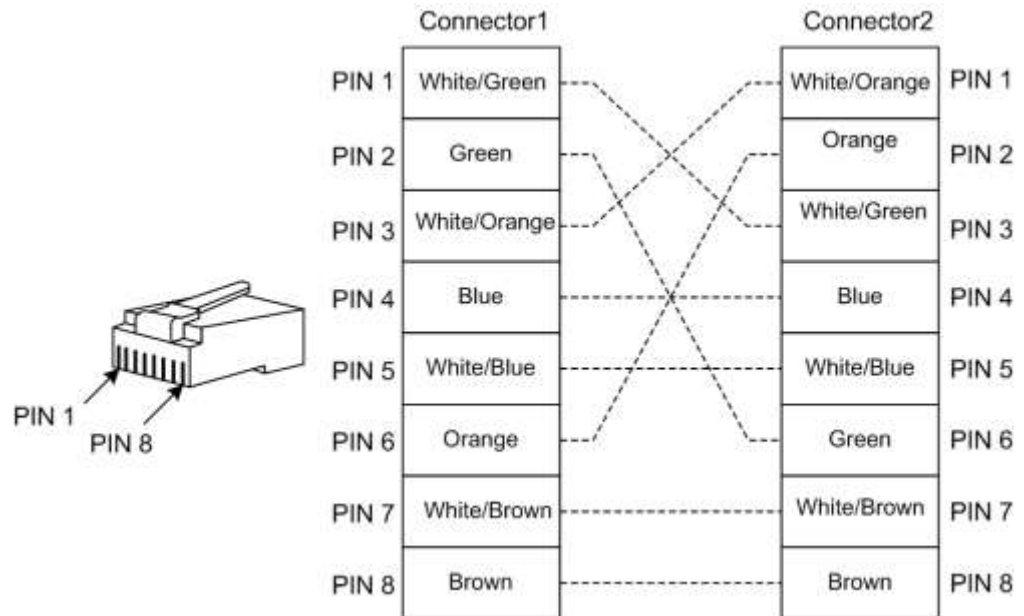 Connector1 Connector2
PIN 1 White/Green White/Orange PIN 1
PIN 2 Green Orange PIN 2
PIN 3 White/Orange White/Green PIN 3
PIN 4 Blue Blue PIN 4
PIN 5 White/Blue White/Blue PIN 5
PIN 6 Orange Green PIN 6
PIN 7 White/Brown White/Brown PIN 7
PIN 8 Brown Brown PIN 8
PIN 1
PIN 8